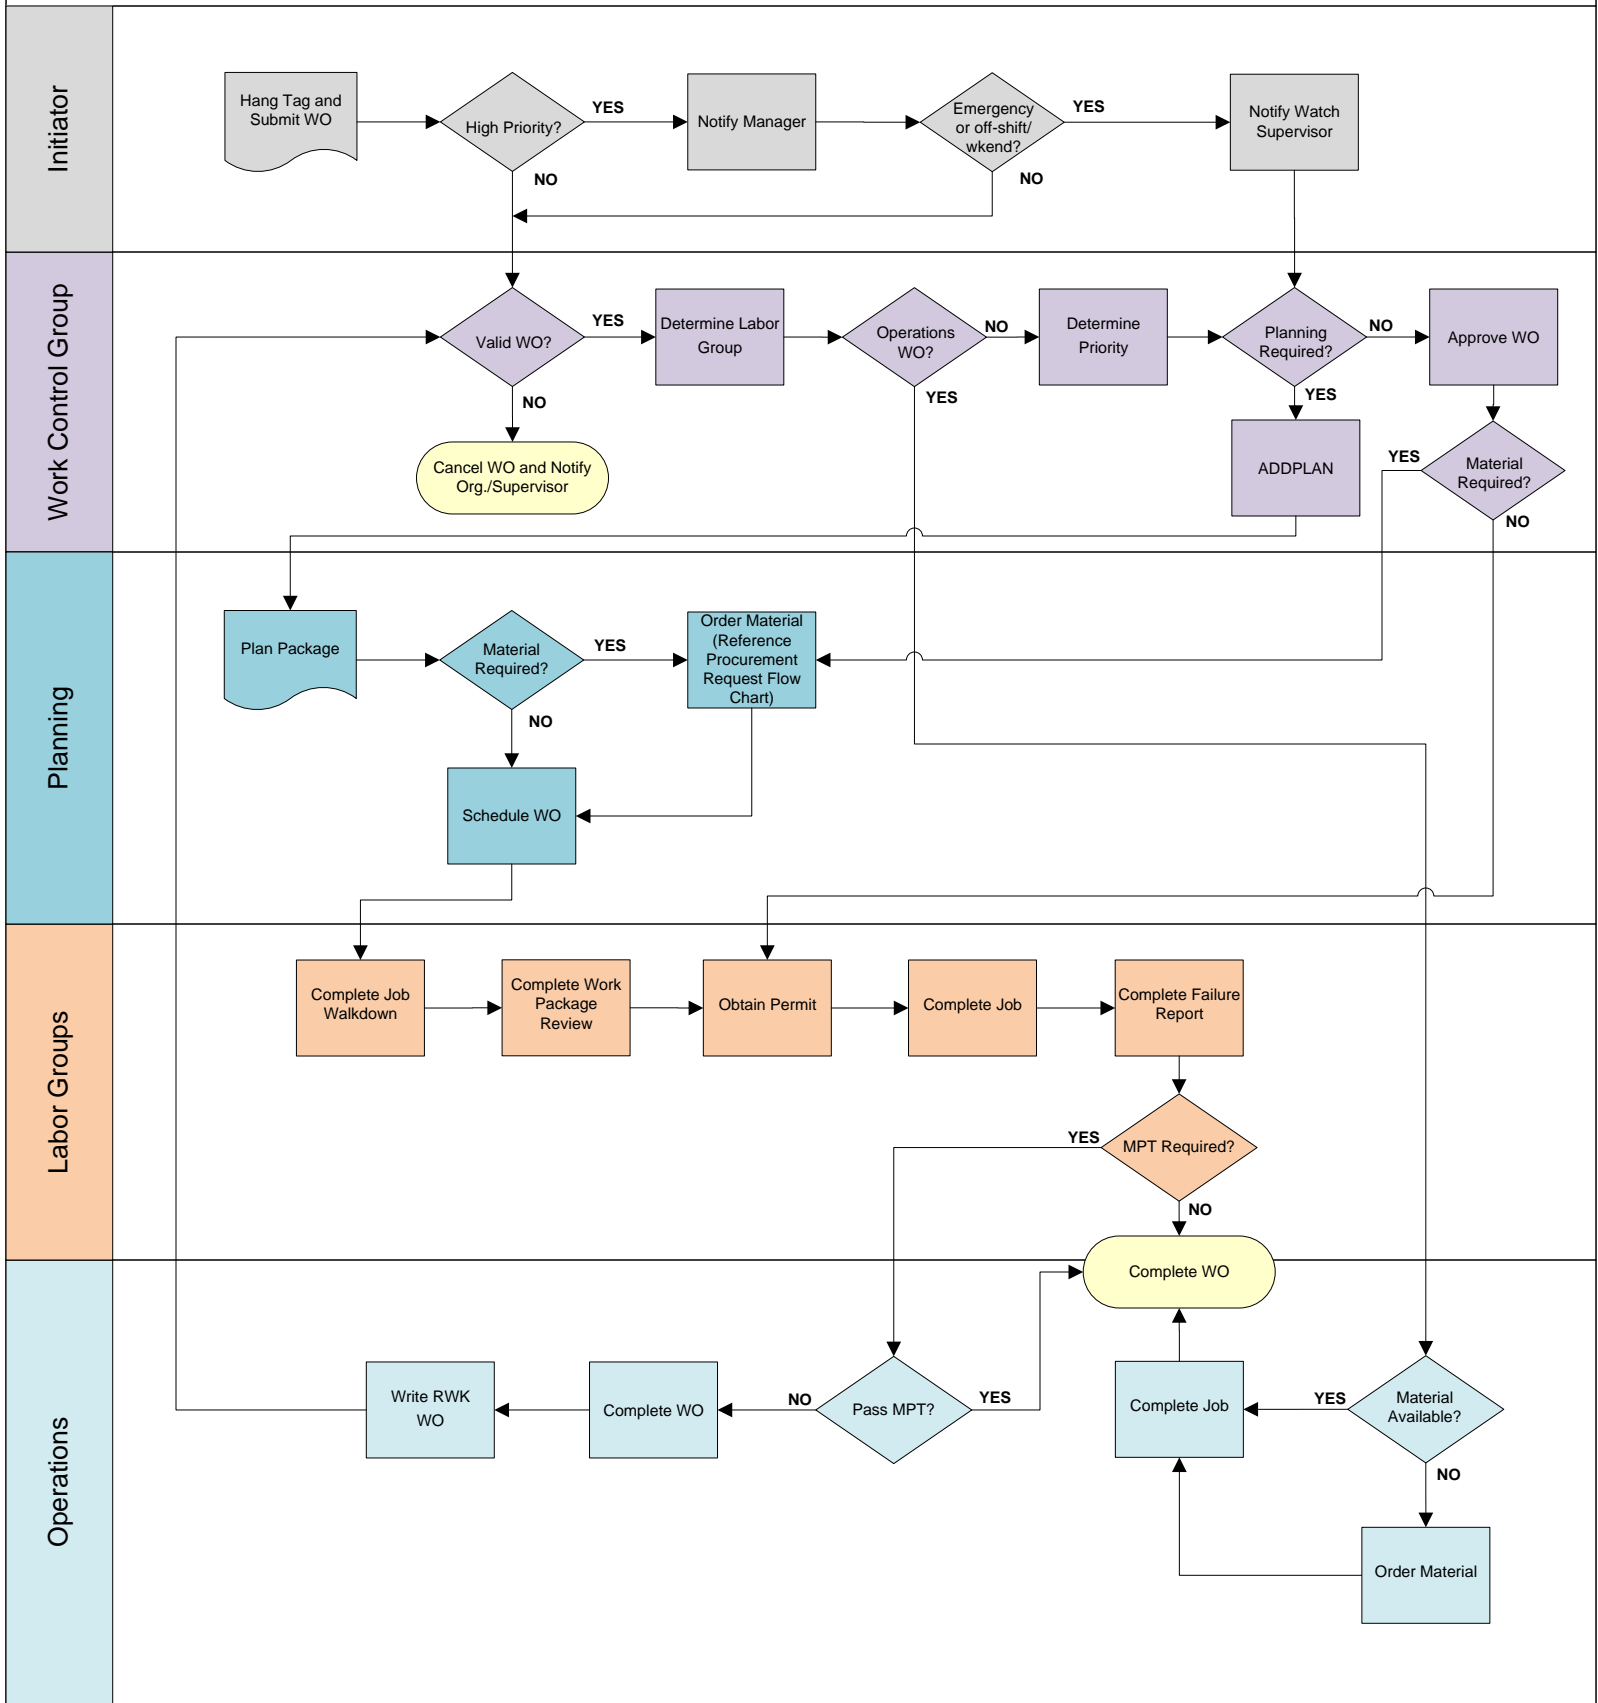 Initiator
Hang Tag and
Submit WO
High Priority?
YES
NO
Notify Manager
Emergency
or off-shift/
wkend?
YES
NO
Notify Watch
Supervisor
Work Control Group
Valid WO?
YES
NO
Cancel WO and Notify
Org./Supervisor
Determine Labor
Group
Operations
WO?
NO
YES
Determine
Priority
Planning
Required?
NO
YES
ADDPLAN
Approve WO
Material
Required?
YES
NO
Planning
Plan Package
Material
Required?
YES
NO
Order Material
(Reference
Procurement
Request Flow
Chart)
Schedule WO
Labor Groups
Complete Job
Walkdown
Complete Work
Package
Review
Obtain Permit
Complete Job
Complete Failure
Report
MPT Required?
YES
NO
Complete WO
Operations
Write RWK
WO
Complete WO
NO
Pass MPT?
YES
Complete Job
YES
Material
Available?
NO
Order Material